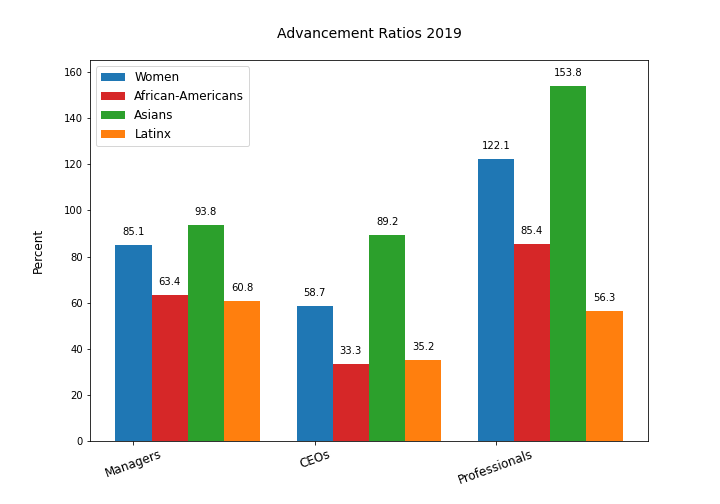 Advancement Ratios 2019
Women
African-Americans
Asians
Latinx
Percent
160
140
120
100
80
60
40
20
0
85.1
63.4
93.8
60.8
58.7
33.3
89.2
35.2
122.1
85.4
153.8
56.3
Managers
CEOs
Professionals